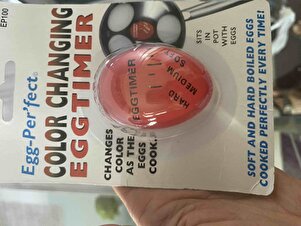 EP100
Egg-Per'fect
COLOR CHANGING
EGGTIMER
SITS
IN
POT
WITH
EGGS
CHANGES
COLOR
AS THE
EGGS
COOK
EGGTIMER
SOFT
MEDIUM
HARD
SOFT AND HARD BOILED EGGS
COOKED PERFECTLY EVERY TIME!